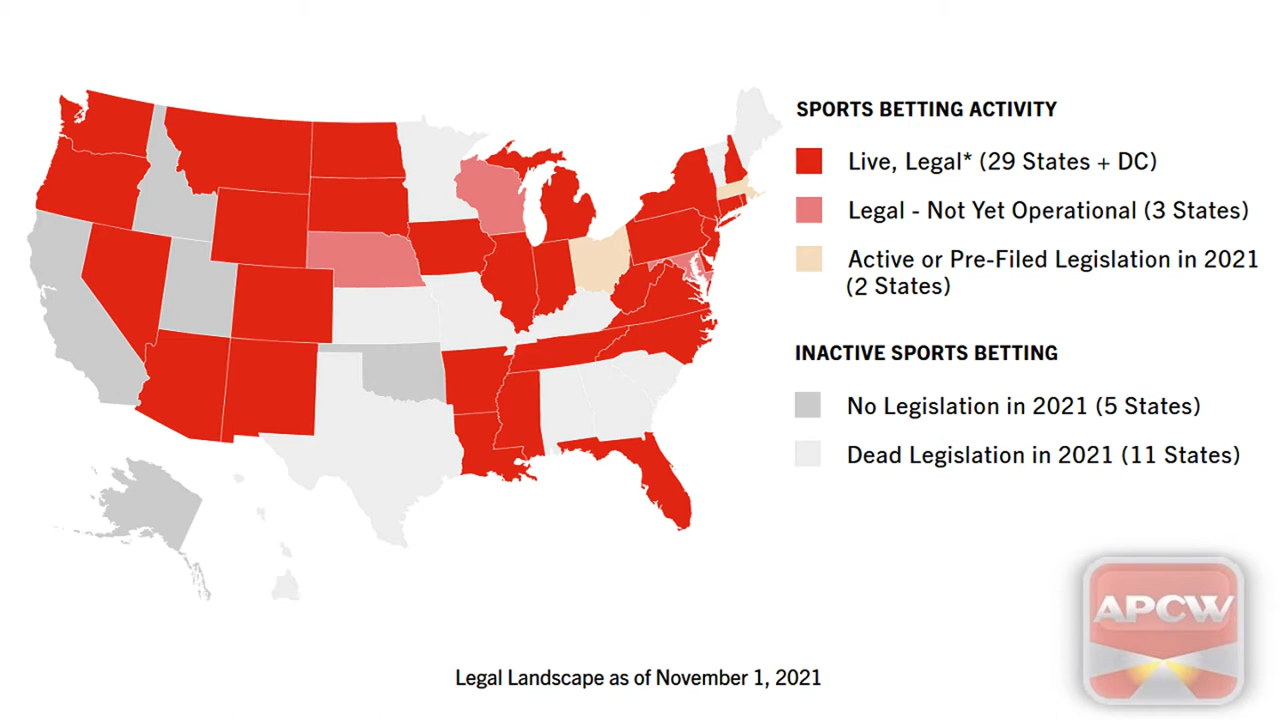 SPORTS BETTING ACTIVITY
Live, Legal* (29 States + DC)
Legal - Not Yet Operational (3 States)
Active or Pre-Filed Legislation in 2021
(2 States)
INACTIVE SPORTS BETTING
No Legislation in 2021 (5 States)
Dead Legislation in 2021 (11 States)
APCW
Legal Landscape as of November 1, 2021